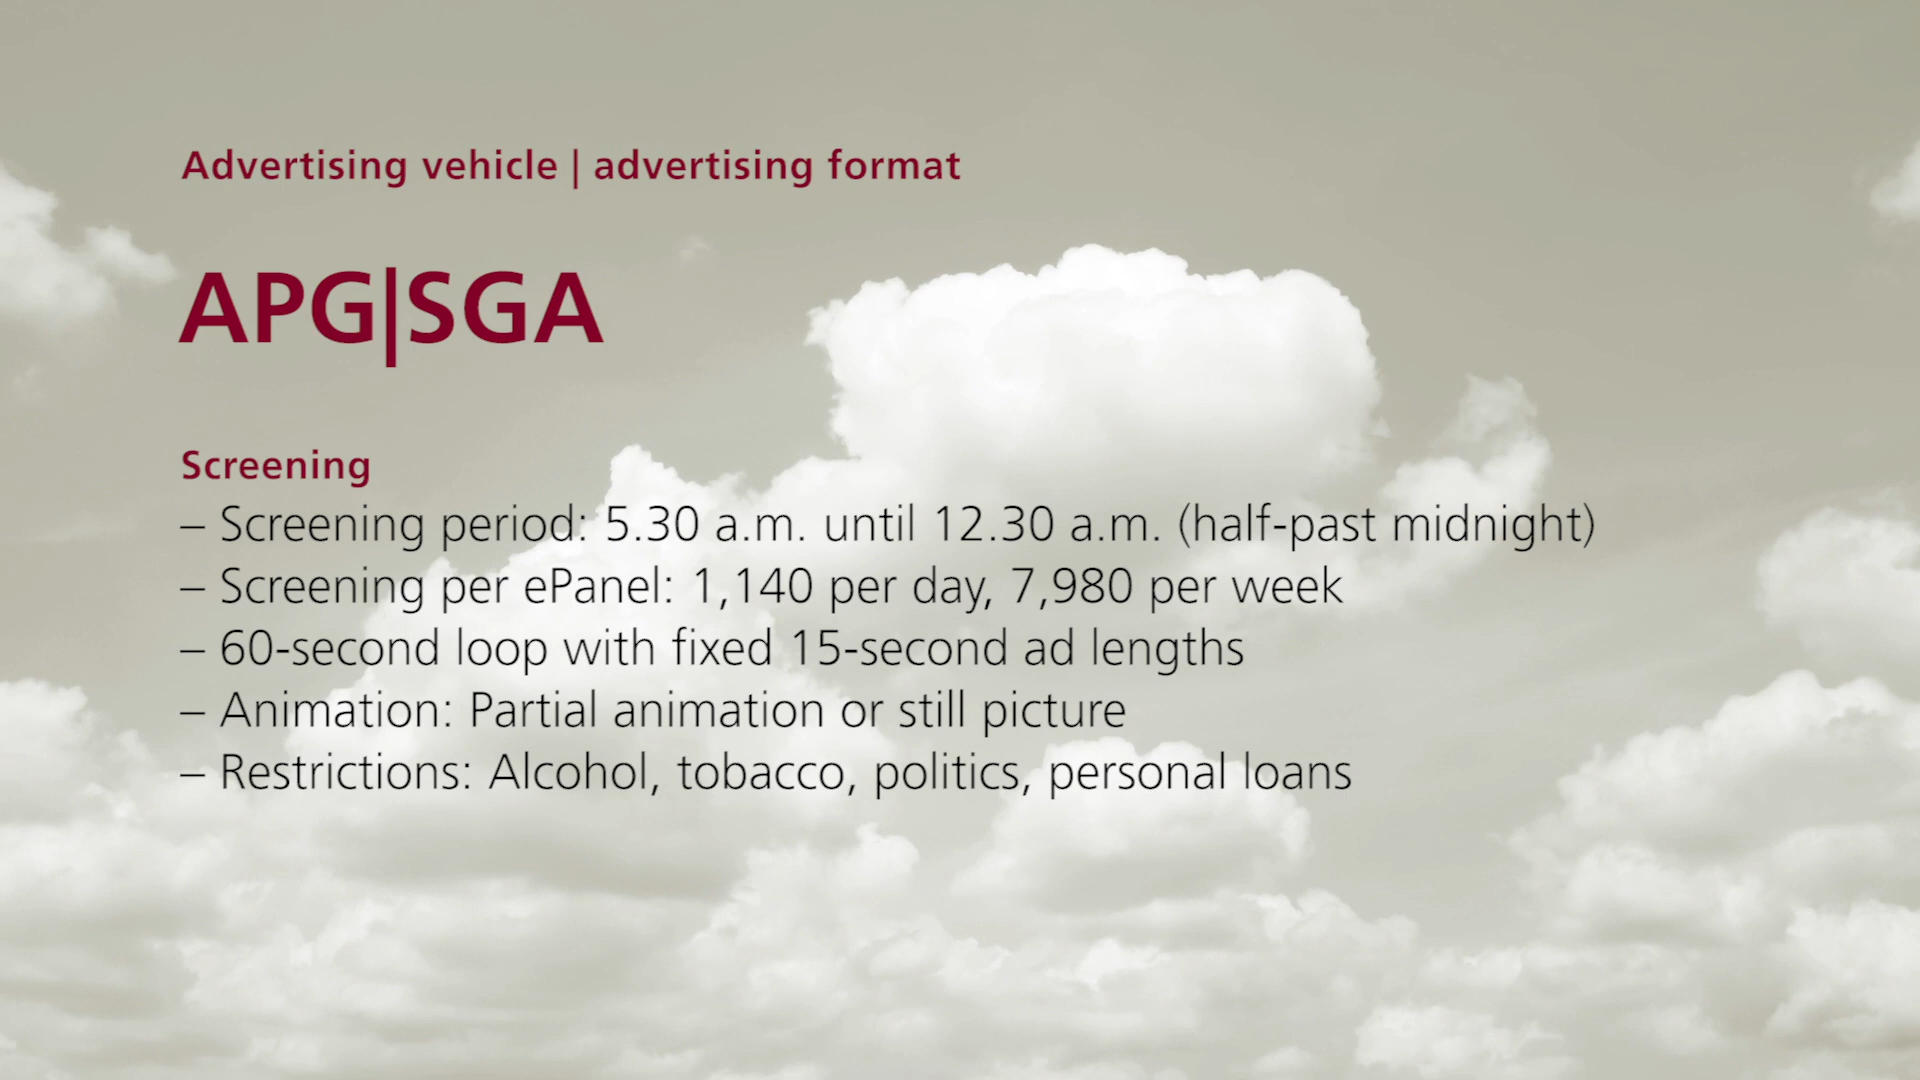 Advertising vehicle | advertising format
APG|SGA
Screening
– Screening period: 5.30 a.m. until 12.30 a.m. (half-past midnight)
– Screening per ePanel: 1,140 per day, 7,980 per week
– 60-second loop with fixed 15-second ad lengths
– Animation: Partial animation or still picture
– Restrictions: Alcohol, tobacco, politics, personal loans